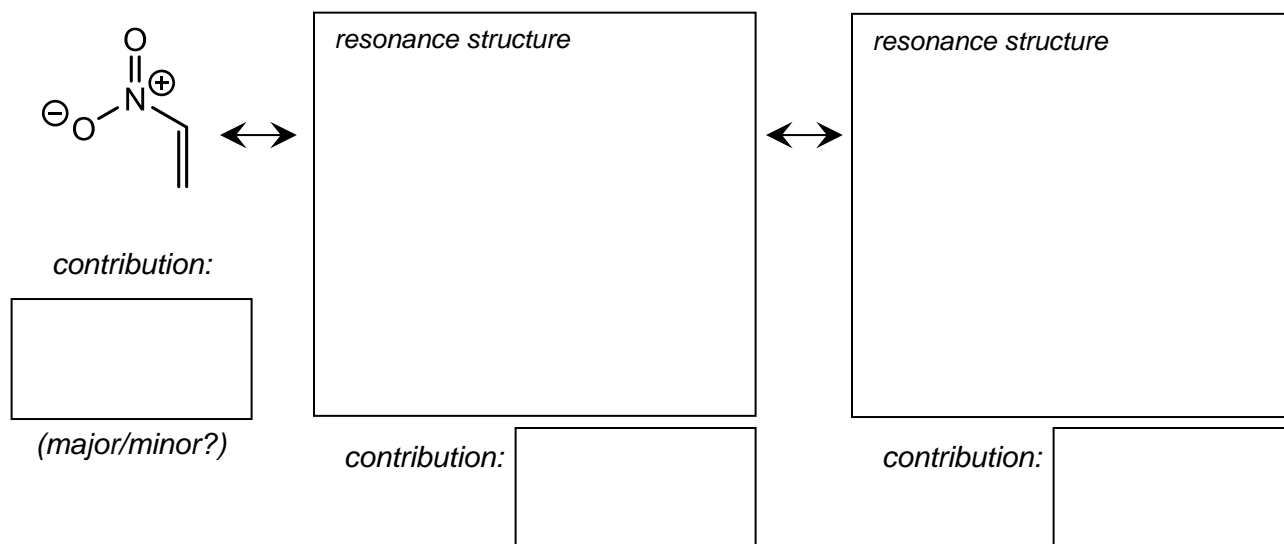 O
N
O
resonance structure
resonance structure
contribution:
(major/minor?)
contribution:
contribution: